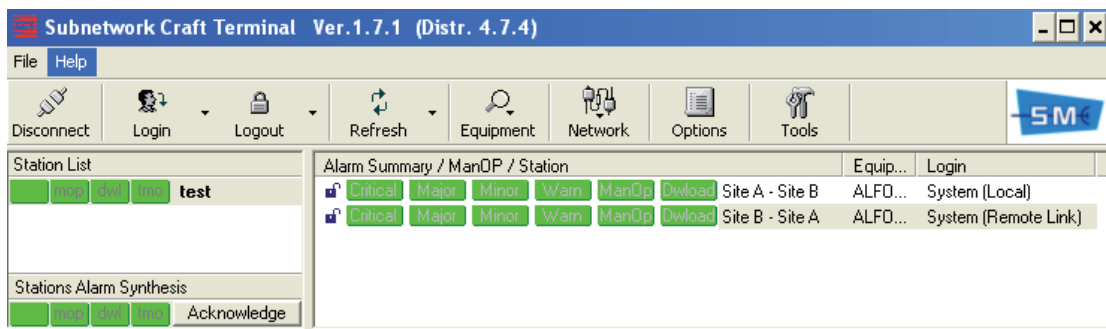 Subnetwork Craft Terminal Ver.1.7.1 (Distr. 4.7.4)
File Help
Disconnect Login Logout Refresh Equipment Network Options Tools SM€
Station List
mop dwl tmo test
Stations Alarm Synthesis
mop dwl tmo Acknowledge
Alarm Summary / ManOP / Station Equip... Login
Critical Major Minor Warn ManOp Dwload Site A - Site B ALFO... System (Local)
Critical Major Minor Warn ManOp Dwload Site B - Site A ALFO... System (Remote Link)